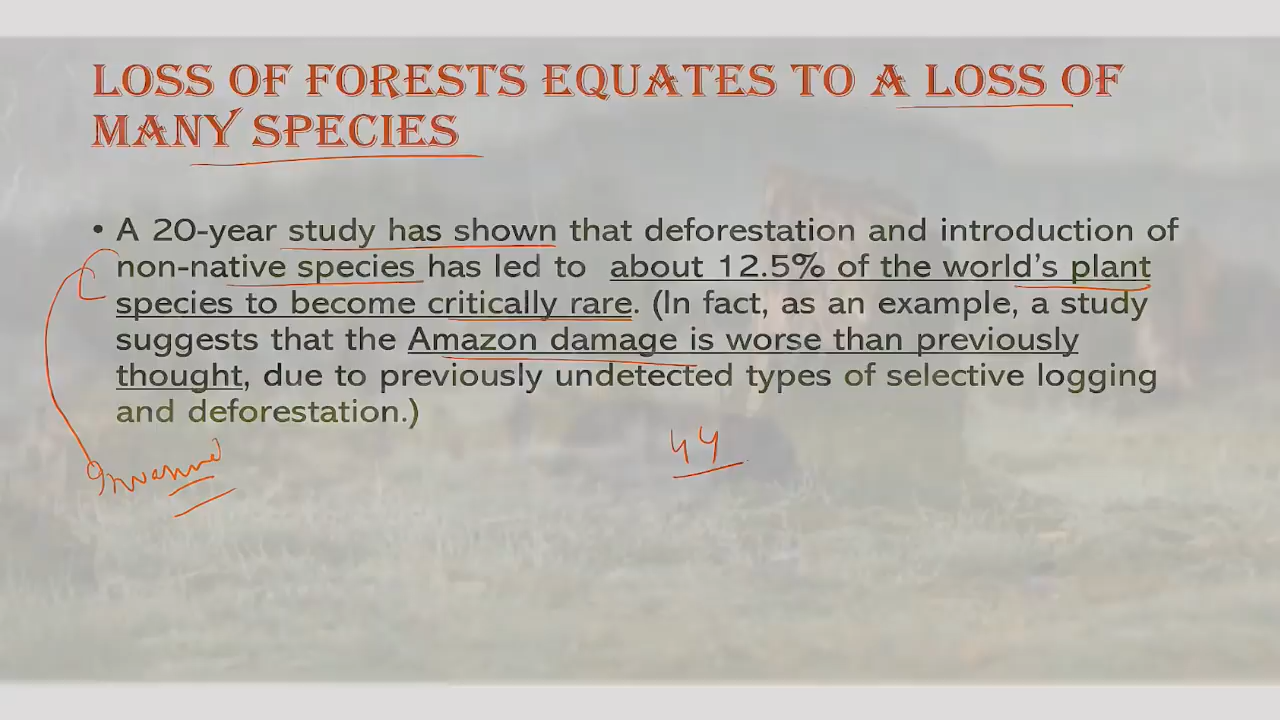 LOSS OF FORESTS EQUATES TO A LOSS OF
MANY SPECIES
• A 20-year study has shown that deforestation and introduction of
non-native species has led to about 12.5% of the world's plant
species to become critically rare. (In fact, as an example, a study
suggests that the Amazon damage is worse than previously
thought, due to previously undetected types of selective logging
and deforestation.)
44